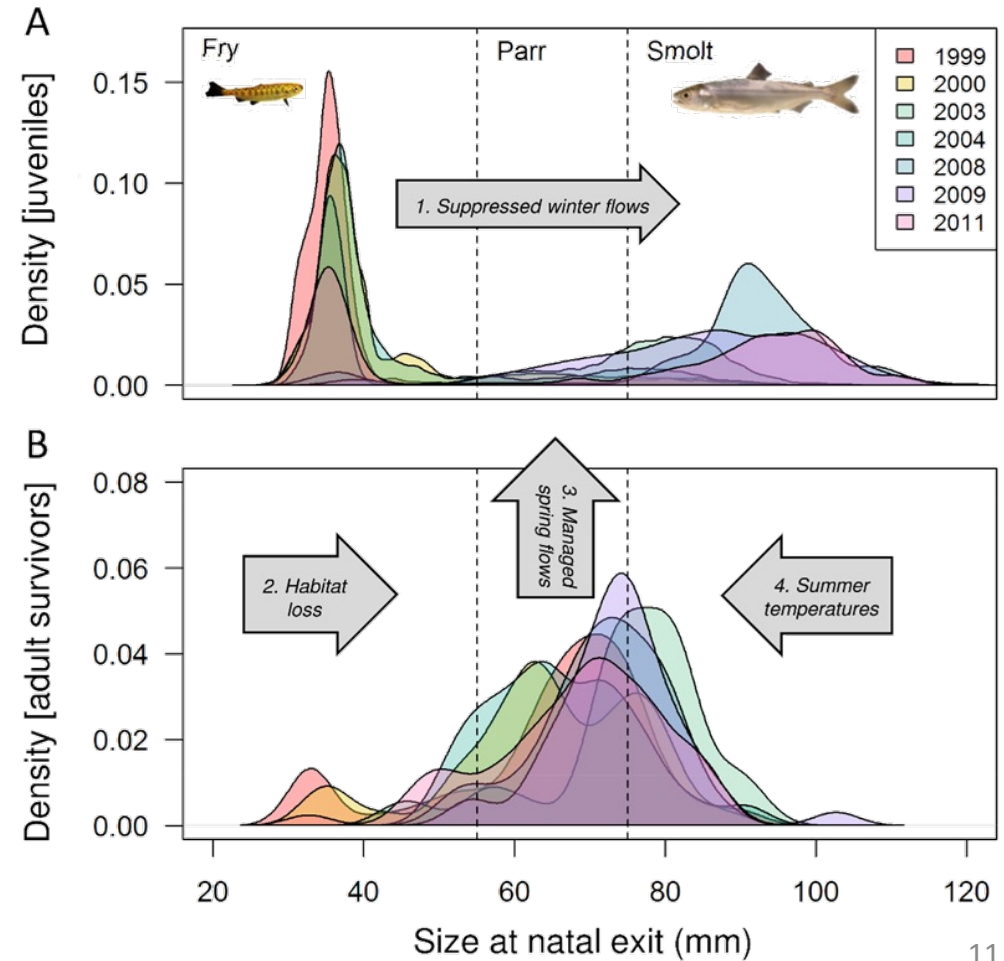 A
Fry
Parr
Smolt
1999
2000
2003
2004
2008
2009
2011
0.15
0.10
0.05
0.00
Density [juveniles]
1. Suppressed winter flows
B
0.08
0.06
0.04
0.02
0.00
Density [adult survivors]
2. Habitat
loss
3. Managed
spring flows
4. Summer
temperatures
20 40 60 80 100 120
Size at natal exit (mm)
11